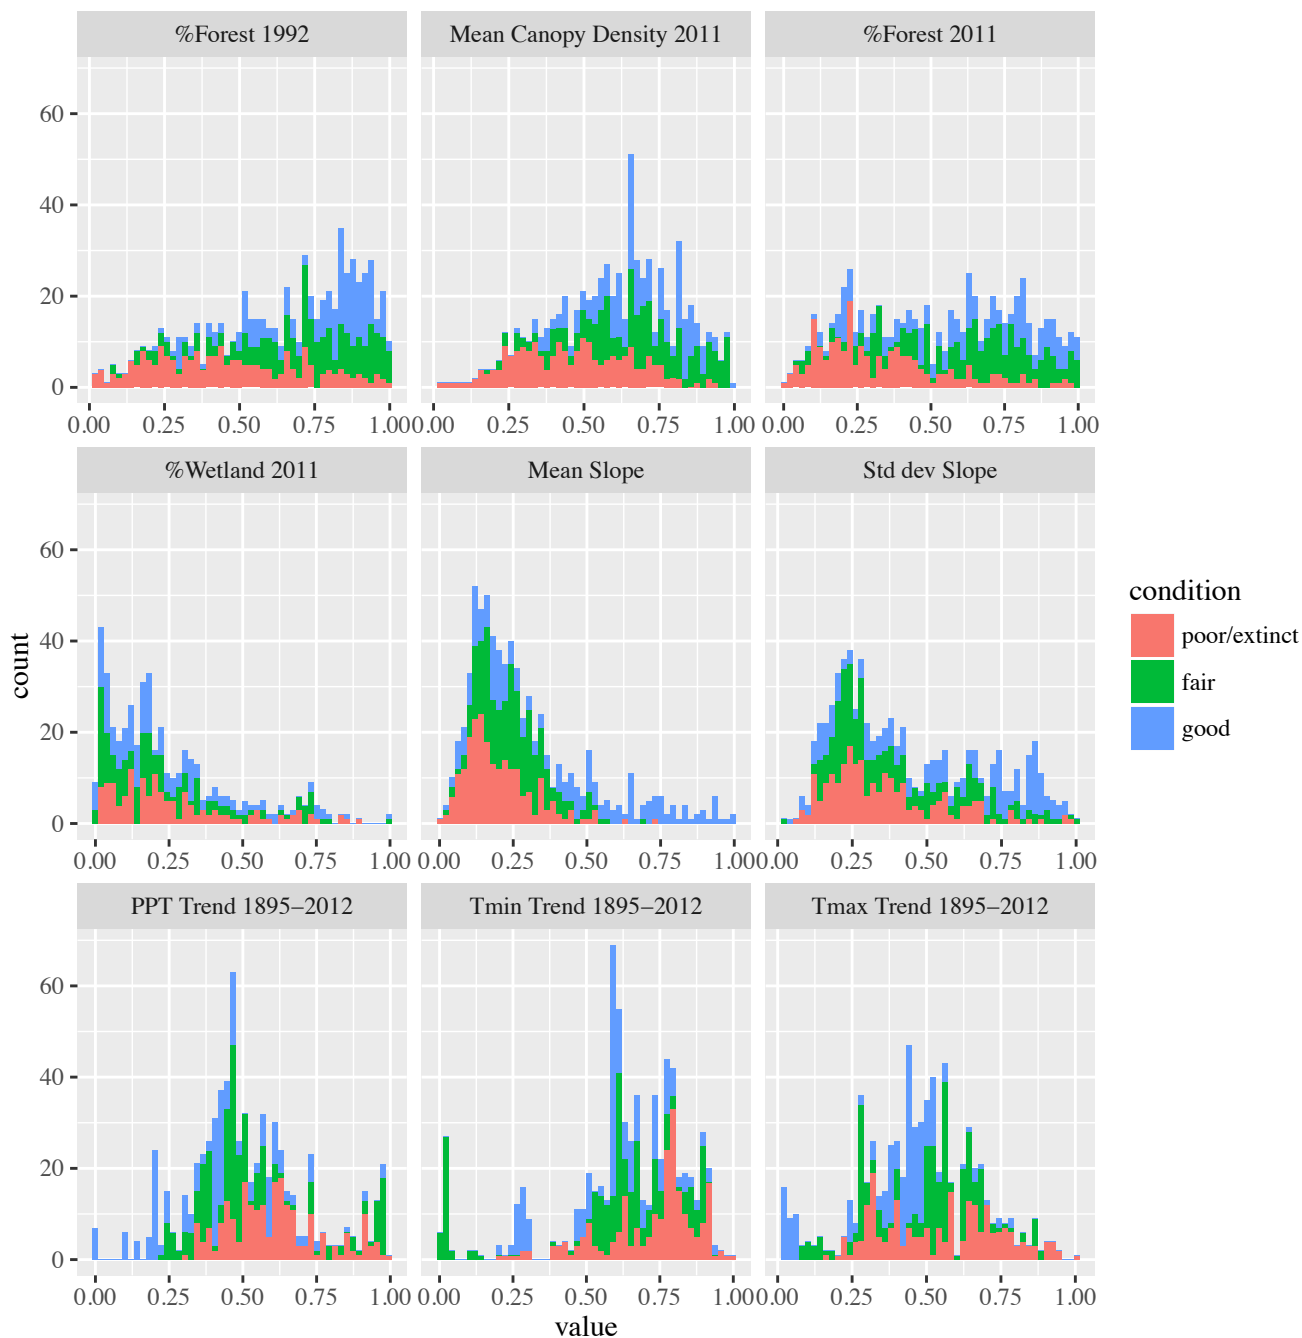 %Forest 1992
Mean Canopy Density 2011
%Forest 2011
60
40
20
0
0.00 0.25 0.50 0.75 1.00
0.00 0.25 0.50 0.75 1.00
0.00 0.25 0.50 0.75 1.00
%Wetland 2011
Mean Slope
Std dev Slope
60
40
20
0
0.00 0.25 0.50 0.75 1.00
0.00 0.25 0.50 0.75 1.00
0.00 0.25 0.50 0.75 1.00
PPT Trend 1895–2012
Tmin Trend 1895–2012
Tmax Trend 1895–2012
60
40
20
0
0.00 0.25 0.50 0.75 1.00
0.00 0.25 0.50 0.75 1.00
0.00 0.25 0.50 0.75 1.00
count
value
condition
poor/extinct
fair
good